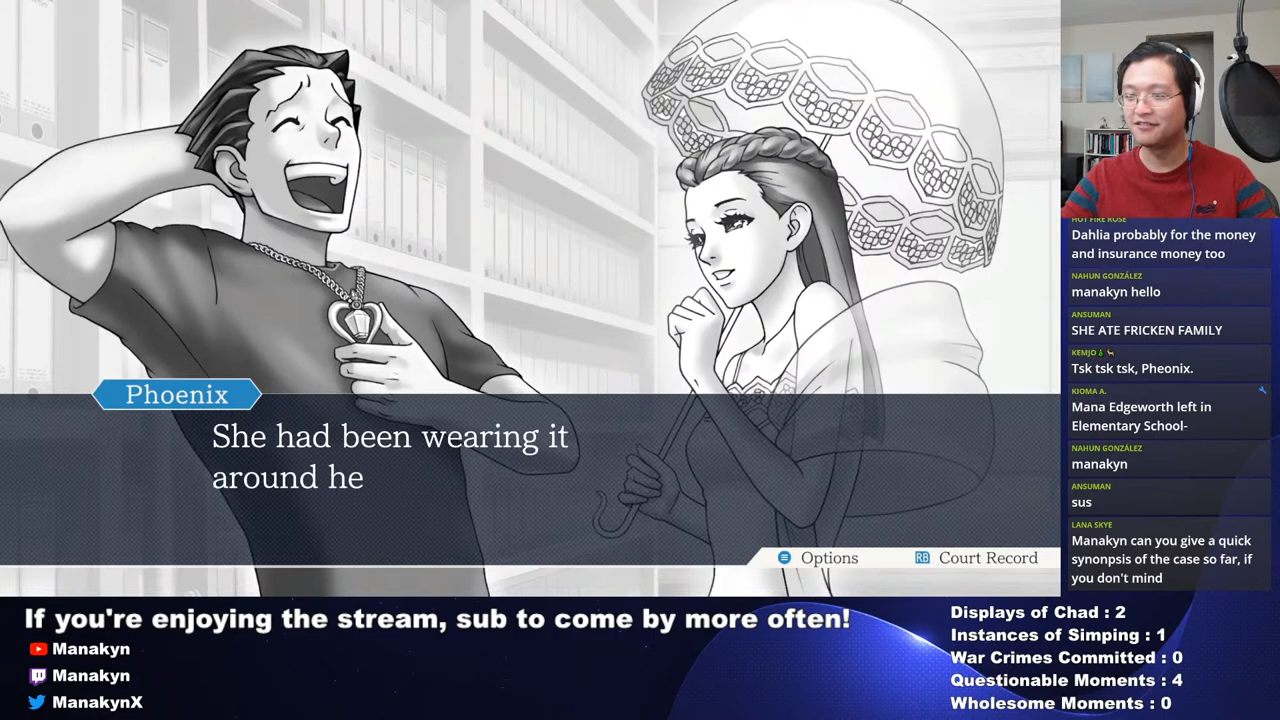 Phoenix
She had been wearing it
around he
Options
RB Court Record
HOT FIRE ROSE
Dahlia probably for the money
and insurance money too
NAHUN GONZÁLEZ
manakyn hello
ANSUMAN
SHE ATE FRICKEN FAMILY
KEMJO
Tsk tsk tsk, Pheonix.
KIOMA A.
Mana Edgeworth left in
Elementary School-
NAHUN GONZÁLEZ
manakyn
ANSUMAN
sus
LANA SKYE
Manakyn can you give a quick
synonpsis of the case so far, if
you don't mind
If you're enjoying the stream, sub to come by more often!
Manakyn
Manakyn
ManakynX
Displays of Chad : 2
Instances of Simping : 1
War Crimes Committed : 0
Questionable Moments : 4
Wholesome Moments : 0